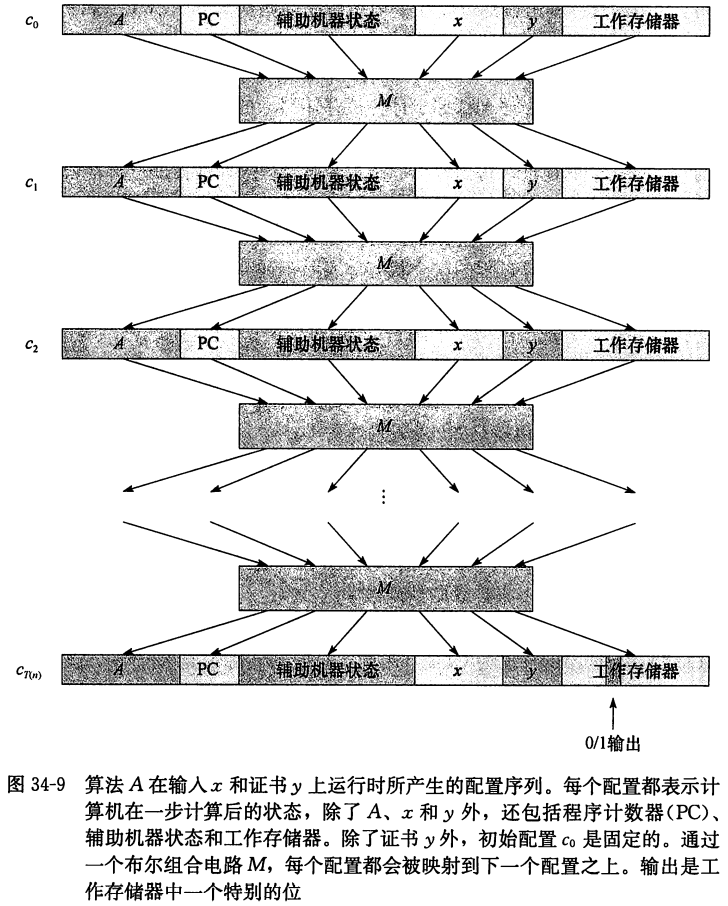 c₀ A PC 辅助机器状态 x y 工作存储器
M
c₁ A PC 辅助机器状态 x y 工作存储器
M
c₂ A PC 辅助机器状态 x y 工作存储器
M
⋮
M
c_T(n) A PC 辅助机器状态 x y 工作存储器
0/1输出
图 34-9 算法 A 在输入 x 和证书 y 上运行时所产生的配置序列。每个配置都表示计
算机在一步计算后的状态，除了 A、x 和 y 外，还包括程序计数器(PC)、
辅助机器状态和工作存储器。除了证书 y 外，初始配置 c₀ 是固定的。通过
一个布尔组合电路 M，每个配置都会被映射到下一个配置之上。输出是工
作存储器中一个特别的位